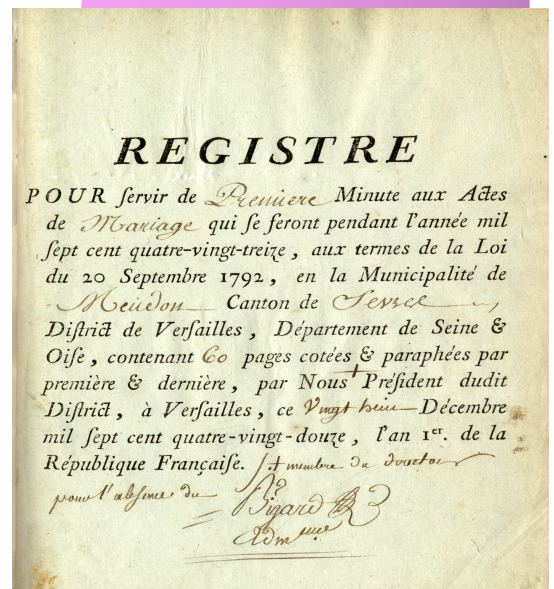 REGISTRE
POUR ſervir de Premiere Minute aux Actes
de Mariage qui ſe feront pendant l'année mil
ſept cent quatre-vingt-treize, aux termes de la Loi
du 20 Septembre 1792, en la Municipalité de
Meudon Canton de Sevres,
Diſtrict de Verſailles, Département de Seine &
Oiſe, contenant 60 pages cotées & paraphées par
première & dernière, par Nous + Préſident dudit
Diſtrict, à Verſailles, ce Vingt Décembre
mil ſept cent quatre-vingt-douze, l'an 1er. de la
République Françaiſe. / + membre du
pour l'abſence du